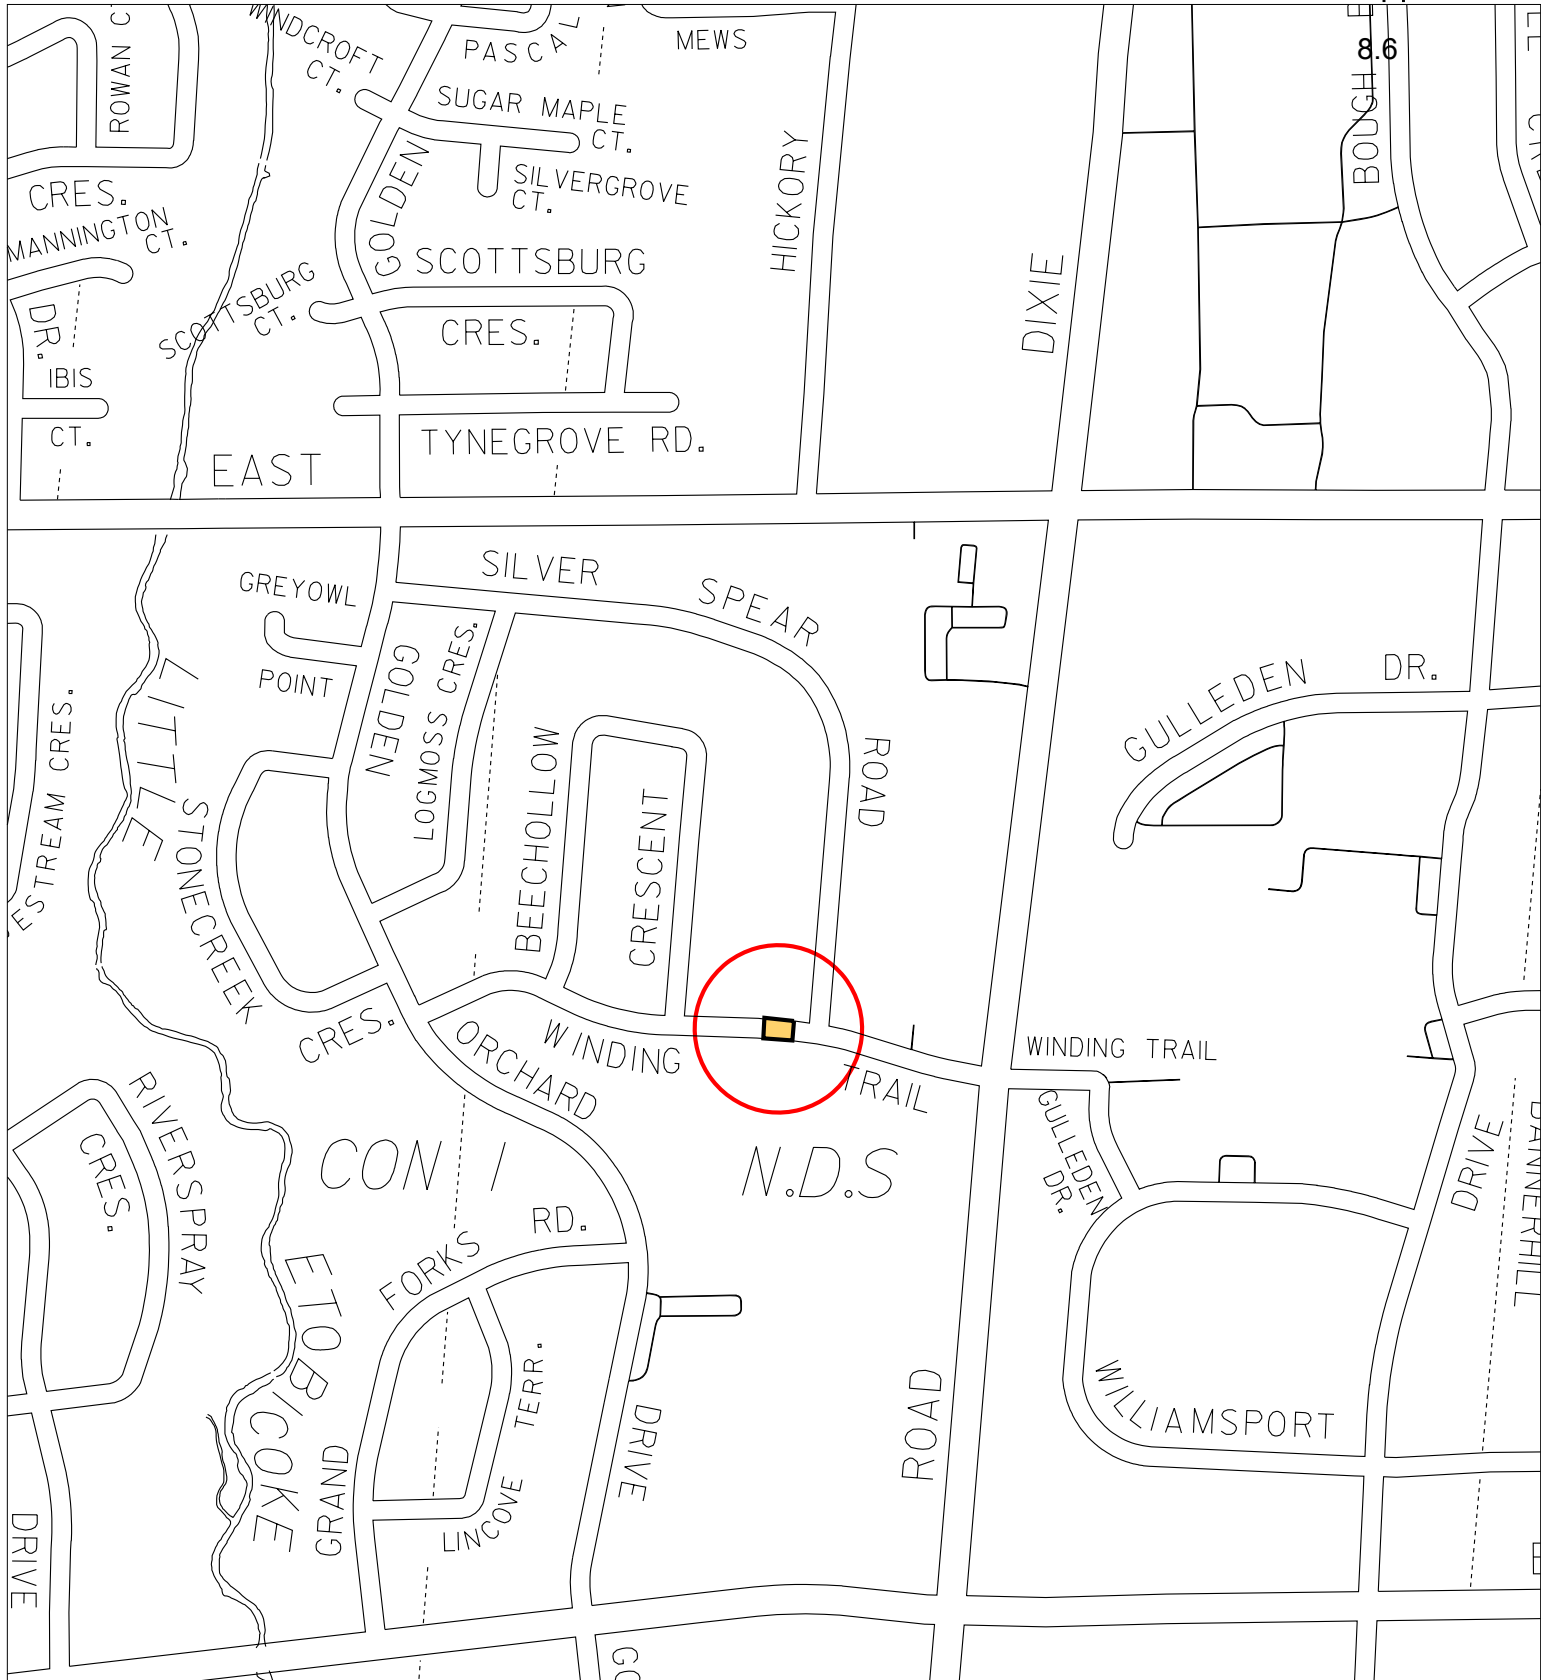 8.6
WINDCROFT
CT.
PASCAL
MEWS
ROWAN C
SUGAR MAPLE
CT.
BOUGH
GOLDEN
SILVERGROVE
CT.
HICKORY
CRES.
MANNINGTON
CT.
SCOTTSBURG
CRES.
SCOTTSBURG
CT.
DIXIE
DR.
IBIS
CT.
TYNEGROVE RD.
EAST
SILVER
SPEAR
ROAD
GREYOWL
POINT
GOLDEN
LOGMOSS CRES.
GULLEDEN
DR.
LITTLE
ESTREAM CRES.
STONECREEK
CRES.
BEECHOLLOW
CRESCENT
ORCHARD
WINDING
TRAIL
WINDING TRAIL
GULLEDEN
DR.
RIVERSPRAY
CRES.
CON I
N.D.S
DRIVE
DANNERHILL
FORKS
RD.
ETOBICOKE
GRAND
LINCOVE
TERR.
DRIVE
ROAD
WILLIAMSPORT
DRIVE
GO